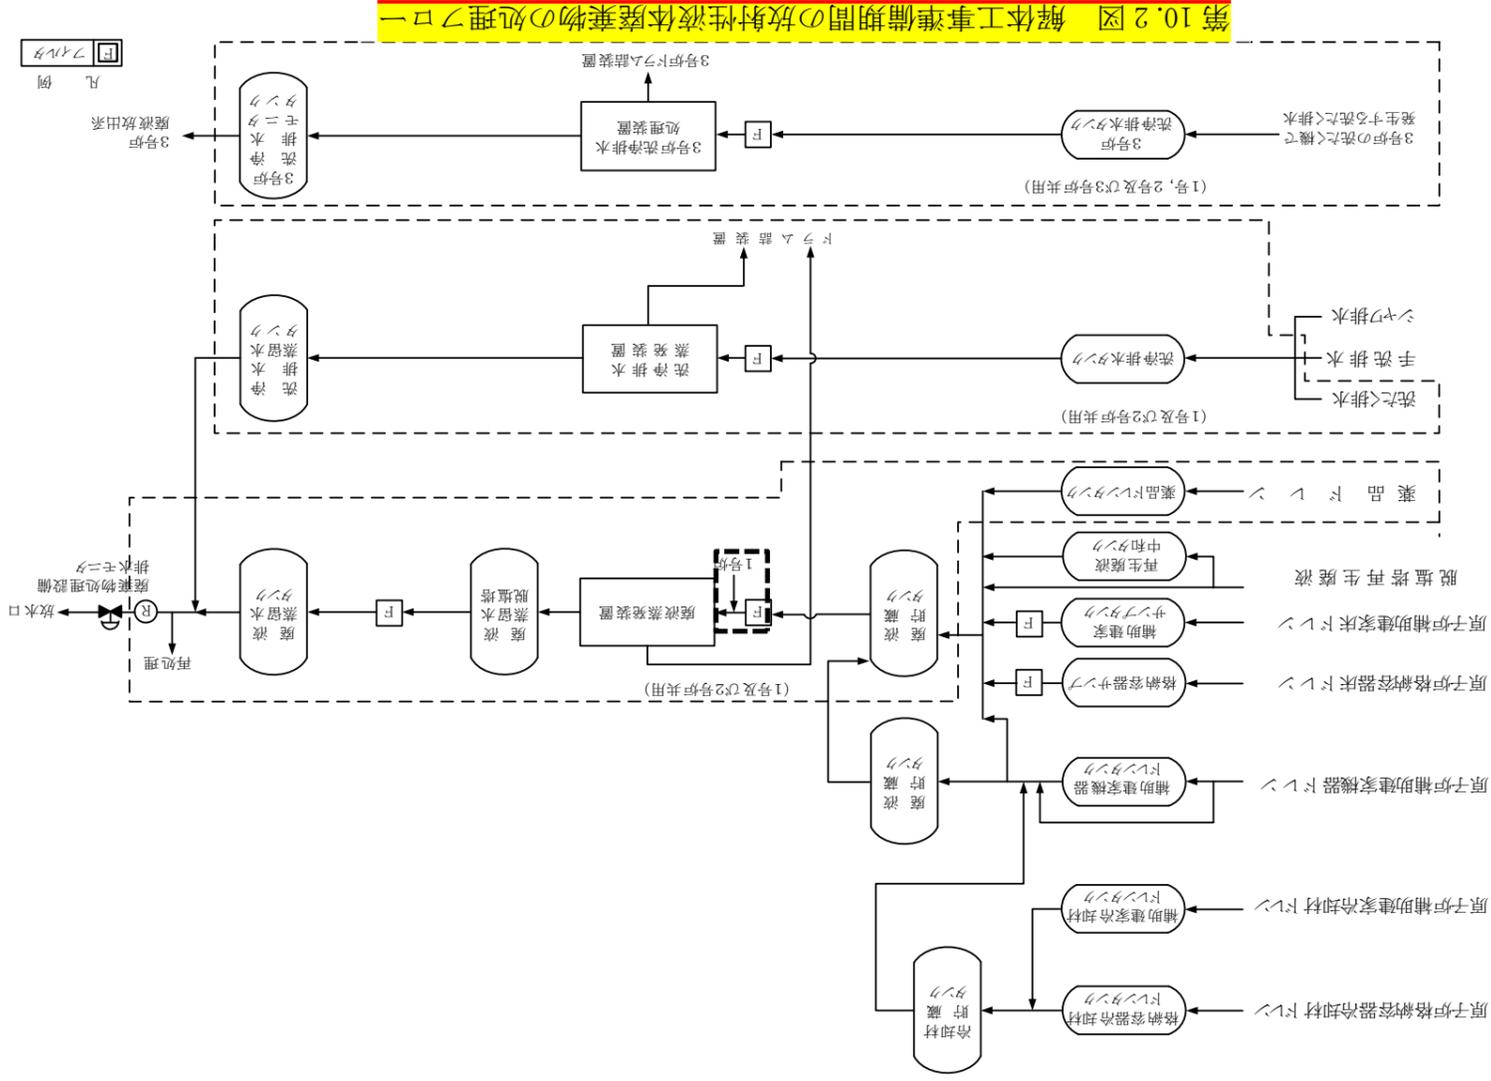 原子炉格納容器冷却材ドレン
格納容器冷却材
ドレンタンク
冷却材
貯蔵
タンク
原子炉補助建家冷却材ドレン
補助建家冷却材
ドレンタンク
原子炉補助建家機器ドレン
補助建家機器
ドレンタンク
廃液
貯蔵
タンク
原子炉格納容器床ドレン
格納容器サンプ
F
(1号及び2号炉共用)
原子炉補助建家床ドレン
補助建家
サンプタンク
F
脱塩塔再生廃液
再生廃液
中和タンク
薬品ドレン
薬品ドレンタンク
廃液
貯蔵
タンク
F
1号炉
廃液蒸発装置
廃液
蒸留水
脱塩塔
F
廃液
蒸留水
タンク
再処理
R
廃棄物処理設備
排水モニタ
放水口
(1号及び2号炉共用)
洗たく排水
手洗排水
シャワ排水
洗浄排水タンク
F
洗浄排水
蒸発装置
洗浄
排水
蒸留水
タンク
ドラム詰装置
(1号, 2号及び3号炉共用)
3号炉の洗たく機で
発生する洗たく排水
3号炉
洗浄排水タンク
F
3号炉洗浄排水
処理装置
3号炉ドラム詰装置
3号炉
洗浄
排水
モニタ
タンク
3号炉
廃液放出系
凡例
F フィルタ
第 10.2 図 解体工事準備期間の放射性液体廃棄物の処理フロー